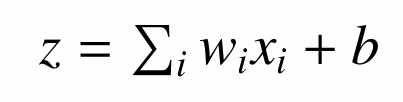 z = ∑ᵢ wᵢxᵢ + b